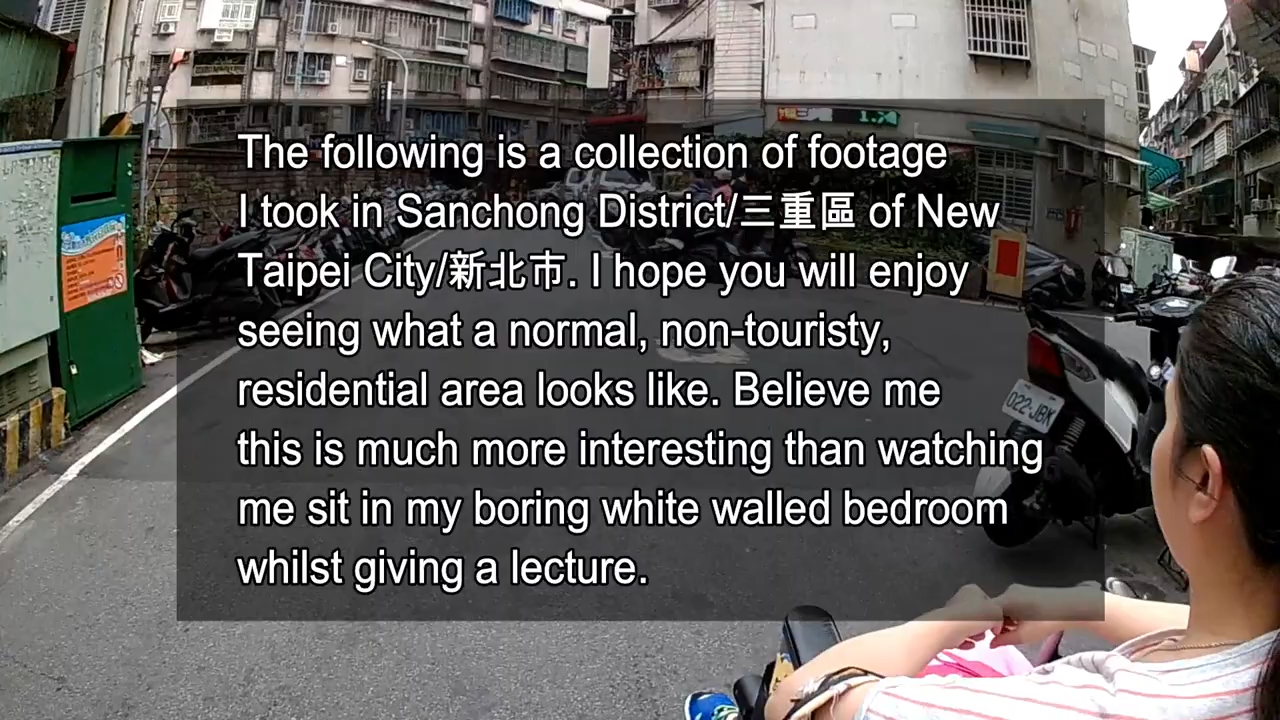 The following is a collection of footage
I took in Sanchong District/三重區 of New
Taipei City/新北市. I hope you will enjoy
seeing what a normal, non-touristy,
residential area looks like. Believe me
this is much more interesting than watching
me sit in my boring white walled bedroom
whilst giving a lecture.
022-JBK